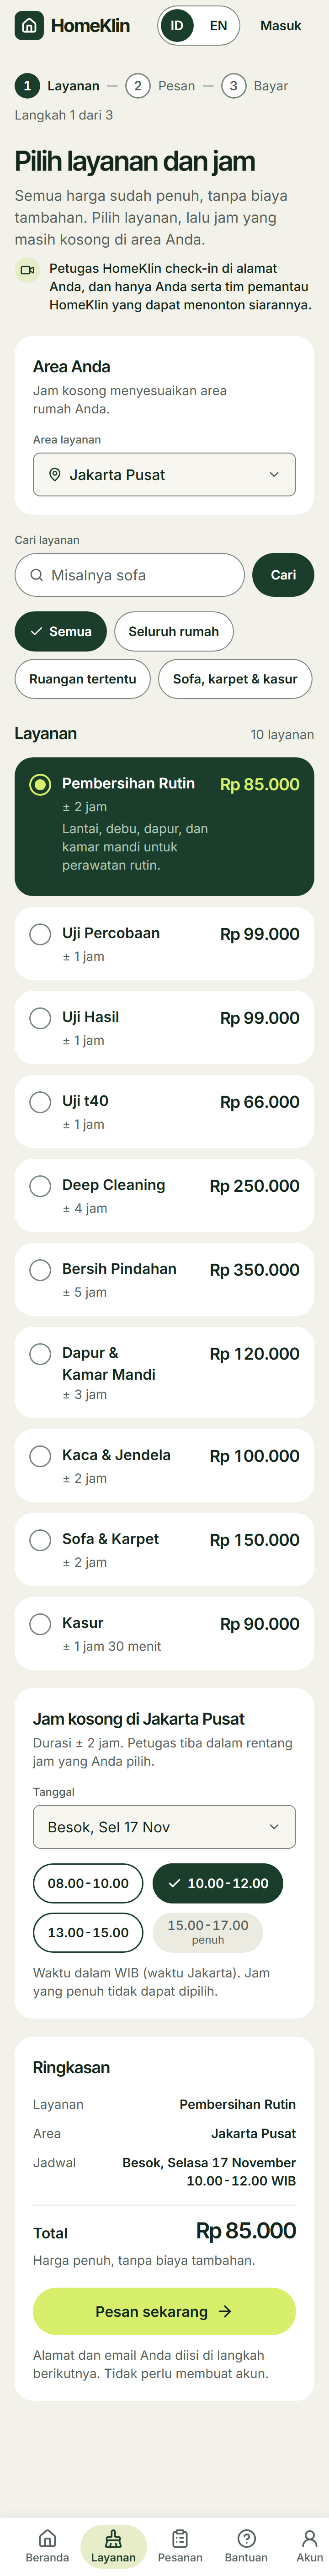 HomeKlin
ID EN
Masuk
1 Layanan 2 Pesan 3 Bayar
Langkah 1 dari 3
Pilih layanan dan jam
Semua harga sudah penuh, tanpa biaya
tambahan. Pilih layanan, lalu jam yang
masih kosong di area Anda.
Petugas HomeKlin check-in di alamat
Anda, dan hanya Anda serta tim pemantau
HomeKlin yang dapat menonton siarannya.
Area Anda
Jam kosong menyesuaikan area
rumah Anda.
Area layanan
Jakarta Pusat
Cari layanan
Misalnya sofa
Cari
Semua
Seluruh rumah
Ruangan tertentu
Sofa, karpet & kasur
Layanan
10 layanan
Pembersihan Rutin Rp 85.000
± 2 jam
Lantai, debu, dapur, dan
kamar mandi untuk
perawatan rutin.
Uji Percobaan Rp 99.000
± 1 jam
Uji Hasil Rp 99.000
± 1 jam
Uji t40 Rp 66.000
± 1 jam
Deep Cleaning Rp 250.000
± 4 jam
Bersih Pindahan Rp 350.000
± 5 jam
Dapur & Rp 120.000
Kamar Mandi
± 3 jam
Kaca & Jendela Rp 100.000
± 2 jam
Sofa & Karpet Rp 150.000
± 2 jam
Kasur Rp 90.000
± 1 jam 30 menit
Jam kosong di Jakarta Pusat
Durasi ± 2 jam. Petugas tiba dalam rentang
jam yang Anda pilih.
Tanggal
Besok, Sel 17 Nov
08.00-10.00
10.00-12.00
13.00-15.00
15.00-17.00
penuh
Waktu dalam WIB (waktu Jakarta). Jam
yang penuh tidak dapat dipilih.
Ringkasan
Layanan Pembersihan Rutin
Area Jakarta Pusat
Jadwal Besok, Selasa 17 November
10.00-12.00 WIB
Total Rp 85.000
Harga penuh, tanpa biaya tambahan.
Pesan sekarang
Alamat dan email Anda diisi di langkah
berikutnya. Tidak perlu membuat akun.
Beranda Layanan Pesanan Bantuan Akun